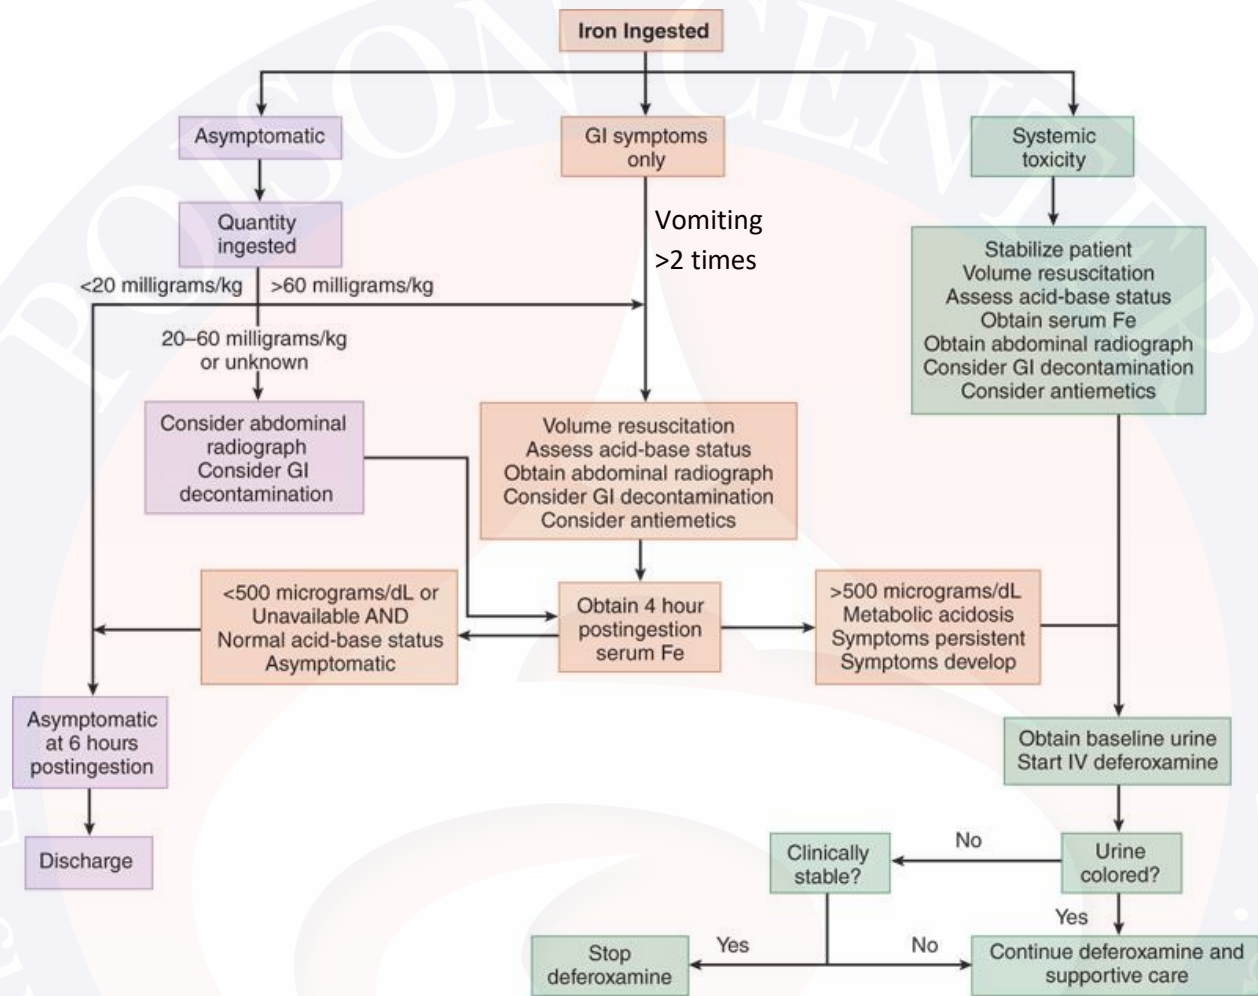 Iron Ingested
Asymptomatic
GI symptoms
only
Systemic
toxicity
Quantity
ingested
Vomiting
>2 times
<20 milligrams/kg
>60 milligrams/kg
20–60 milligrams/kg
or unknown
Stabilize patient
Volume resuscitation
Assess acid-base status
Obtain serum Fe
Obtain abdominal radiograph
Consider GI decontamination
Consider antiemetics
Consider abdominal
radiograph
Consider GI
decontamination
Volume resuscitation
Assess acid-base status
Obtain abdominal radiograph
Consider GI decontamination
Consider antiemetics
<500 micrograms/dL or
Unavailable AND
Normal acid-base status
Asymptomatic
Obtain 4 hour
postingestion
serum Fe
>500 micrograms/dL
Metabolic acidosis
Symptoms persistent
Symptoms develop
Asymptomatic
at 6 hours
postingestion
Obtain baseline urine
Start IV deferoxamine
Discharge
Clinically
stable?
No
Urine
colored?
Yes
Stop
deferoxamine
Yes
No
Continue deferoxamine and
supportive care
POISON CENTER